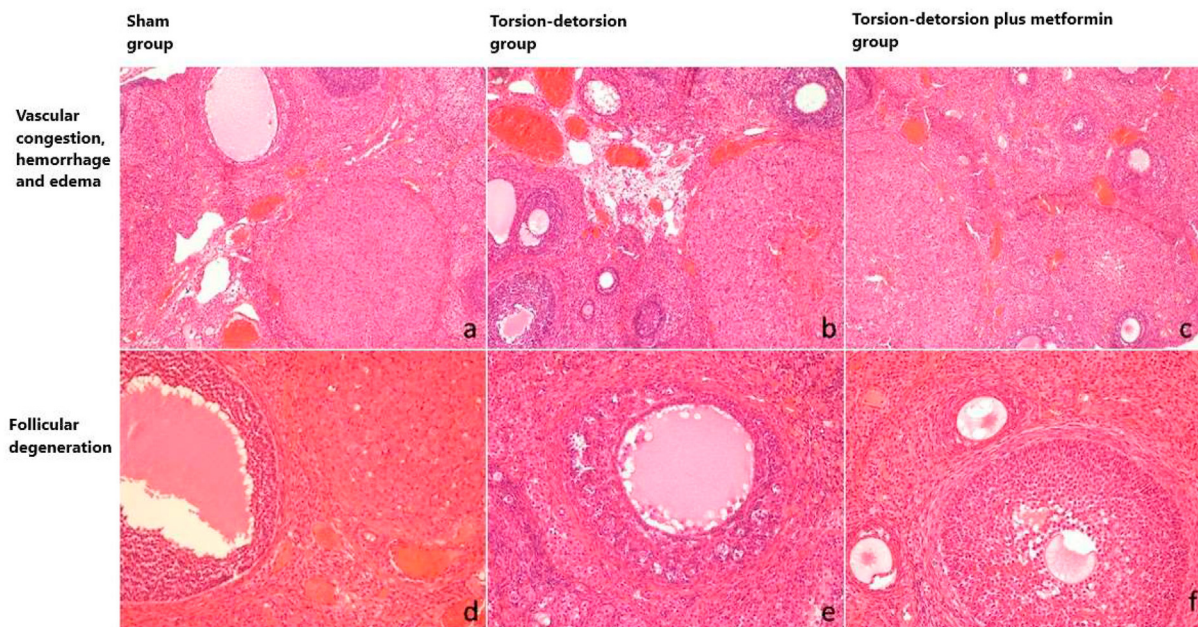 Sham
group
Torsion-detorsion
group
Torsion-detorsion plus metformin
group
Vascular
congestion,
hemorrhage
and edema
a
b
c
Follicular
degeneration
d
e
f